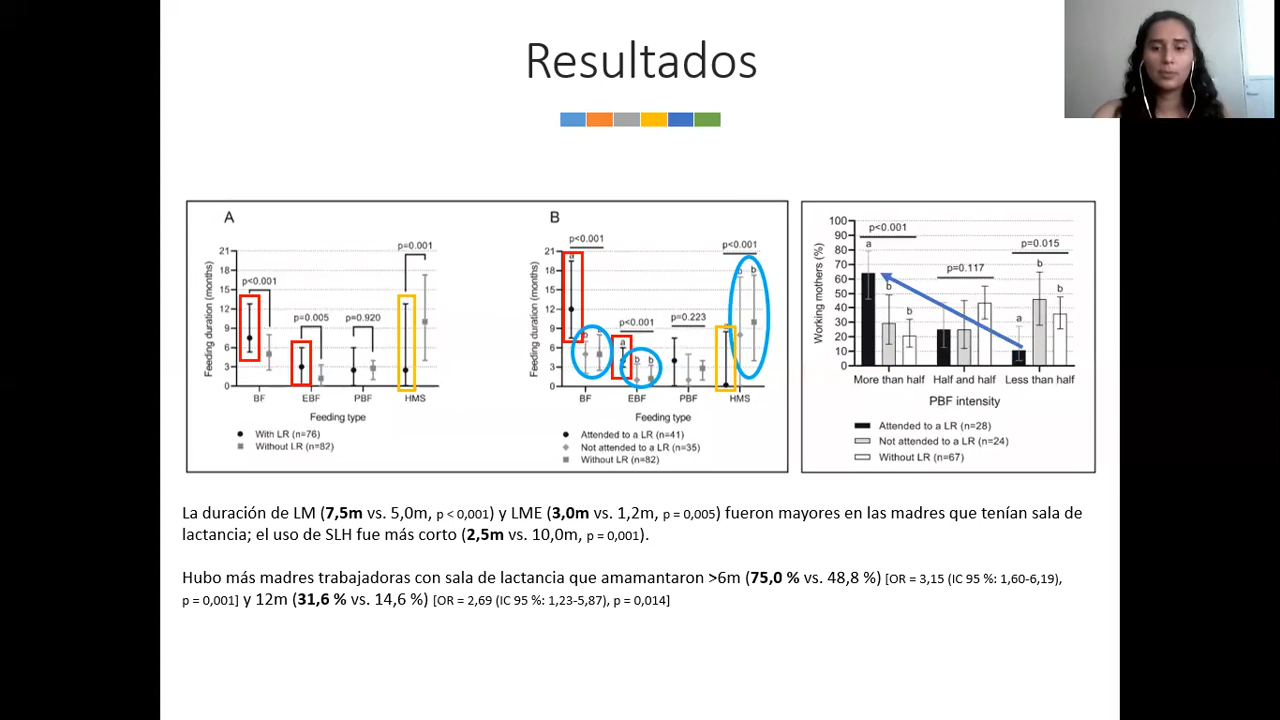 Resultados
A
Feeding duration (months)
21
18
15
12
9
6
3
0
p<0.001
p=0.005
p=0.920
p=0.001
BF
EBF
PBF
HMS
Feeding type
With LR (n=76)
Without LR (n=82)
B
Feeding duration (months)
21
18
15
12
9
6
3
0
p<0.001
a
b
p<0.001
a
b
b
p=0.223
p<0.001
b
b
BF
EBF
PBF
HMS
Feeding type
Attended to a LR (n=41)
Not attended to a LR (n=35)
Without LR (n=82)
Working mothers (%)
100
90
80
70
60
50
40
30
20
10
0
p<0.001
a
b
b
p=0.117
p=0.015
a
b
b
More than half
Half and half
Less than half
PBF intensity
Attended to a LR (n=28)
Not attended to a LR (n=24)
Without LR (n=67)
La duración de LM (7,5m vs. 5,0m, p < 0,001) y LME (3,0m vs. 1,2m, p = 0,005) fueron mayores en las madres que tenían sala de
lactancia; el uso de SLH fue más corto (2,5m vs. 10,0m, p = 0,001).
Hubo más madres trabajadoras con sala de lactancia que amamantaron >6m (75,0 % vs. 48,8 %) [OR = 3,15 (IC 95 %: 1,60-6,19),
p = 0,001] y 12m (31,6 % vs. 14,6 %) [OR = 2,69 (IC 95 %: 1,23-5,87), p = 0,014]